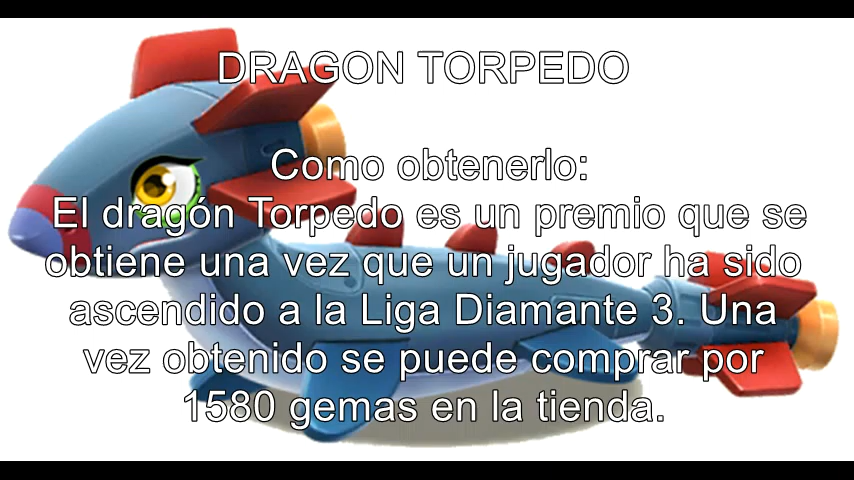 DRAGON TORPEDO
Como obtenerlo:
El dragón Torpedo es un premio que se
obtiene una vez que un jugador ha sido
ascendido a la Liga Diamante 3. Una
vez obtenido se puede comprar por
1580 gemas en la tienda.